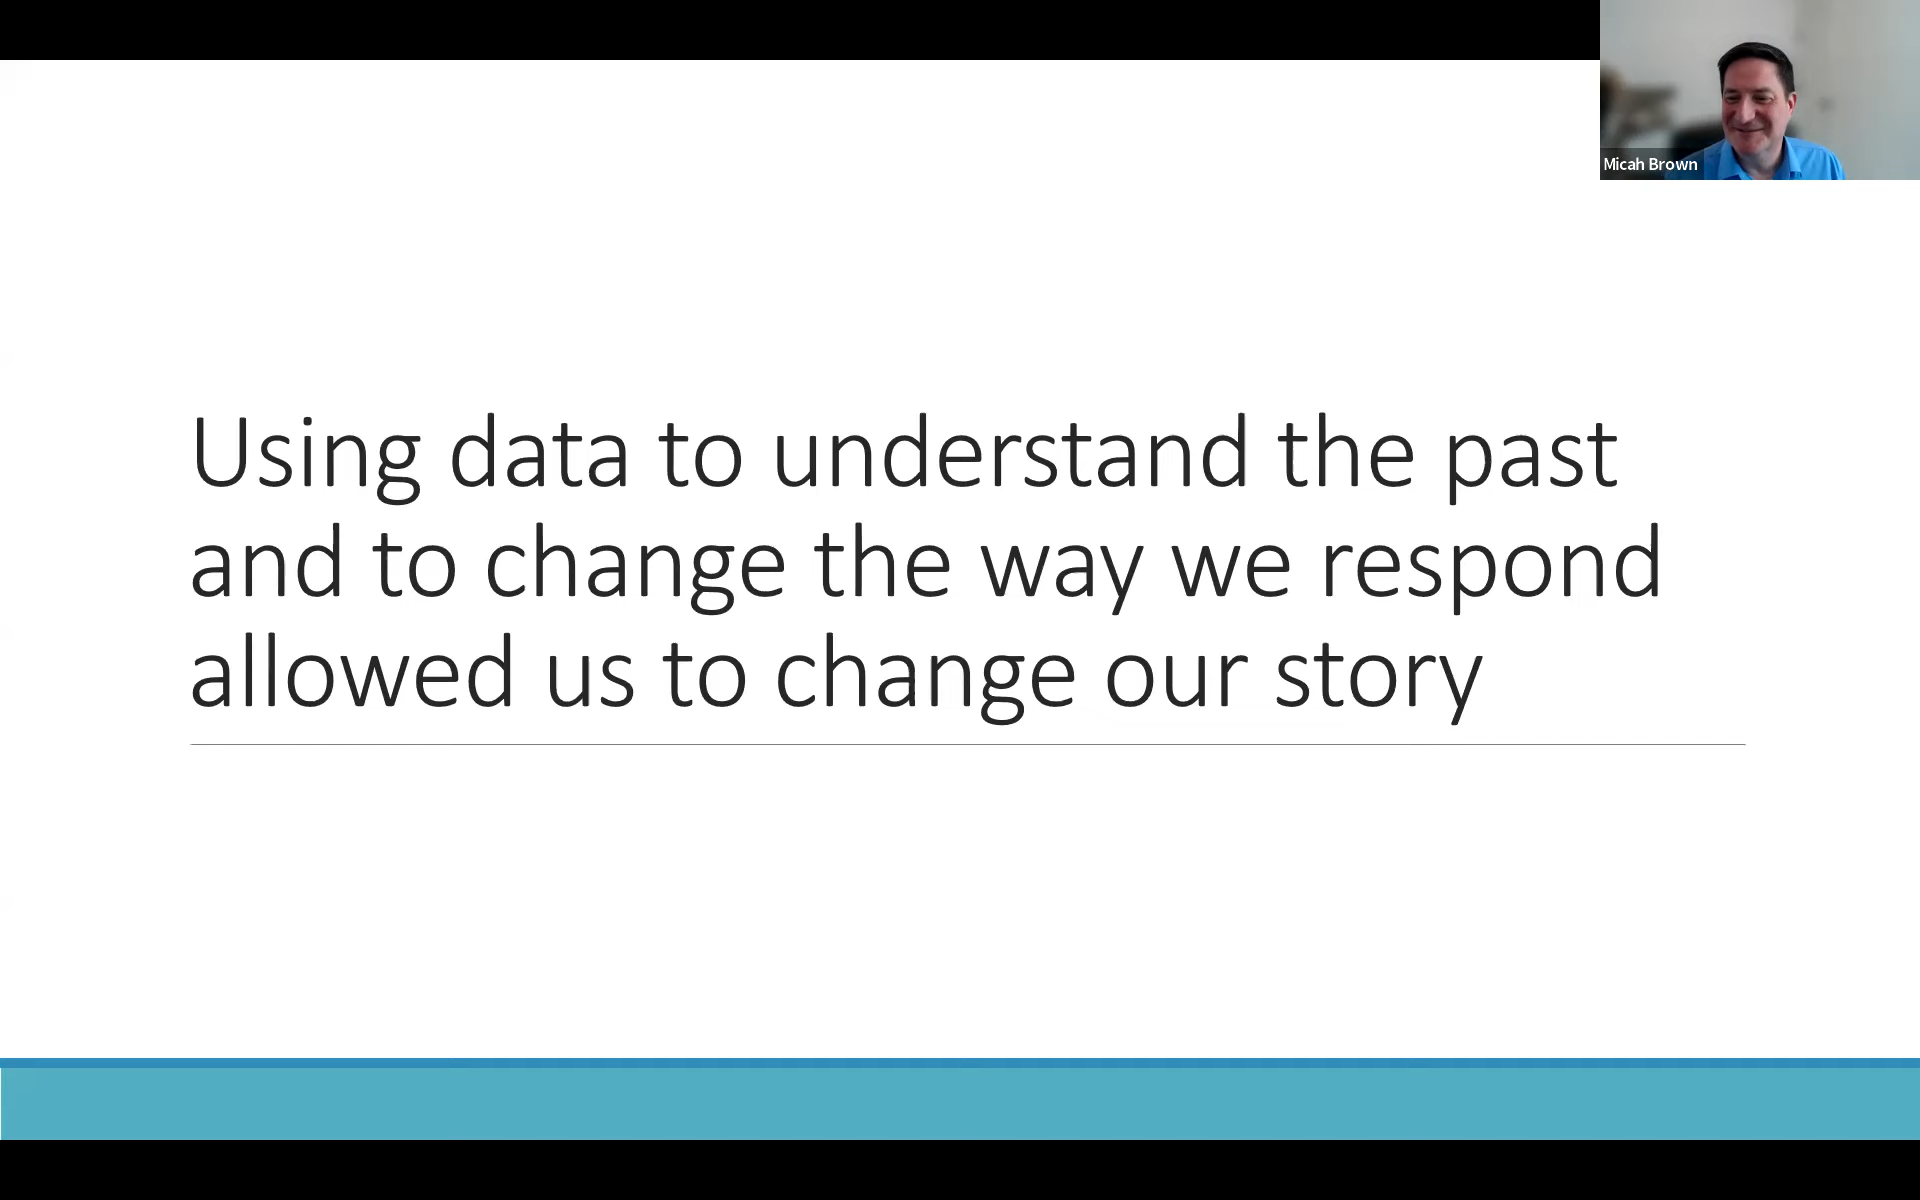 Micah Brown
Using data to understand the past
and to change the way we respond
allowed us to change our story